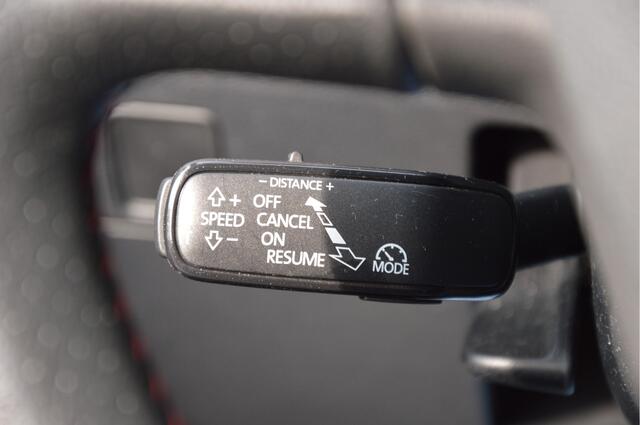 − DISTANCE +
+ OFF
SPEED CANCEL
− ON
RESUME
MODE